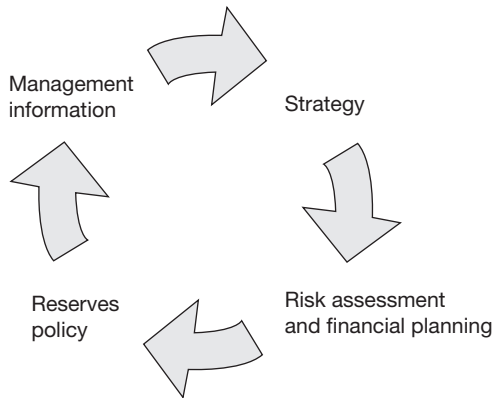 Management
information
Strategy
Risk assessment
and financial planning
Reserves
policy